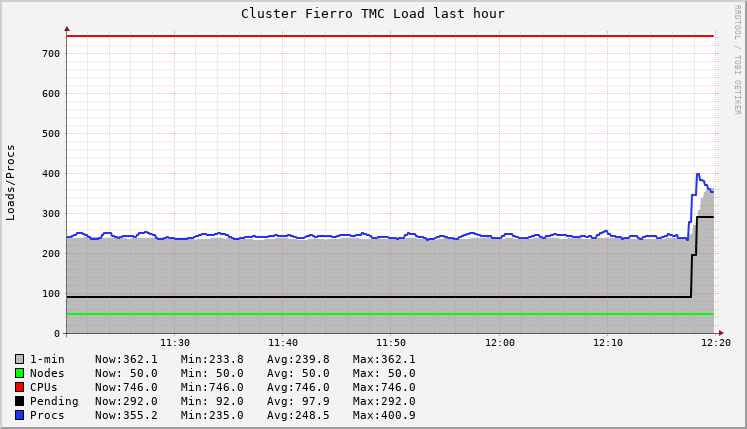 Cluster Fierro TMC Load last hour
RRDTOOL / TOBI OETIKER
Loads/Procs
700
600
500
400
300
200
100
0
11:30 11:40 11:50 12:00 12:10 12:20
1-min Now:362.1 Min:233.8 Avg:239.8 Max:362.1
Nodes Now: 50.0 Min: 50.0 Avg: 50.0 Max: 50.0
CPUs Now:746.0 Min:746.0 Avg:746.0 Max:746.0
Pending Now:292.0 Min: 92.0 Avg: 97.9 Max:292.0
Procs Now:355.2 Min:235.0 Avg:248.5 Max:400.9